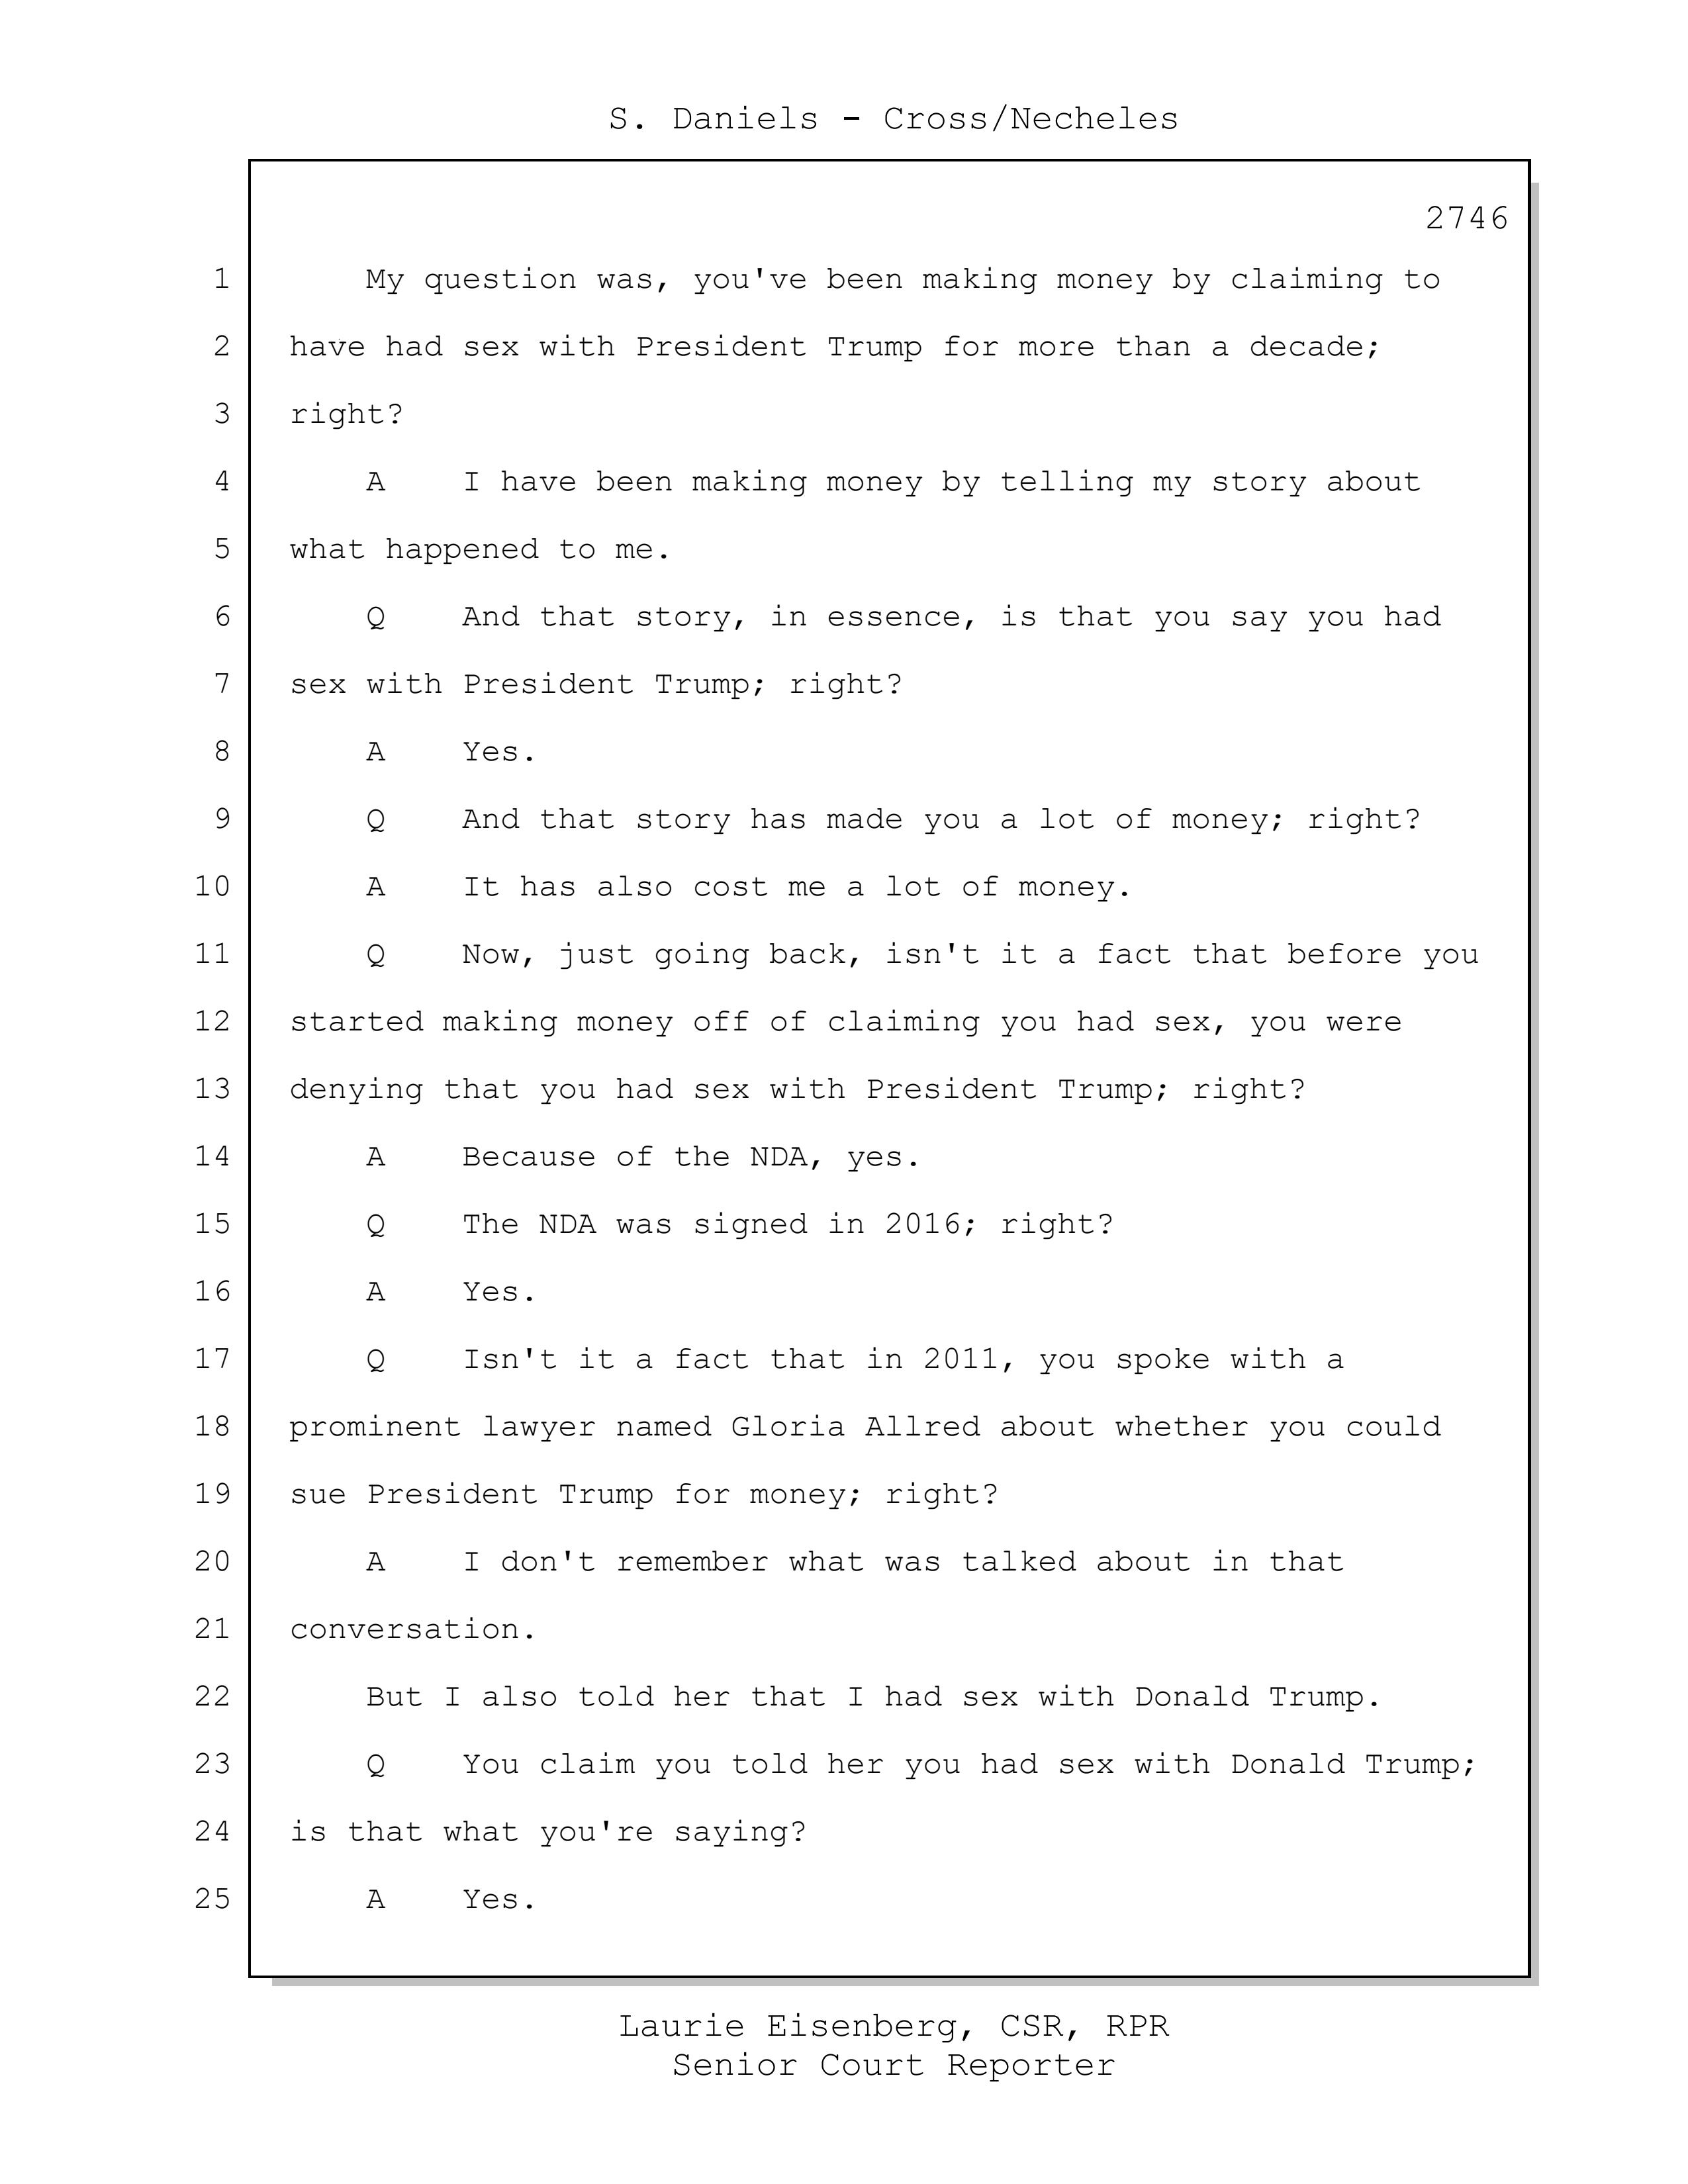 S. Daniels - Cross/Necheles
2746
1 My question was, you've been making money by claiming to
2 have had sex with President Trump for more than a decade;
3 right?
4 A I have been making money by telling my story about
5 what happened to me.
6 Q And that story, in essence, is that you say you had
7 sex with President Trump; right?
8 A Yes.
9 Q And that story has made you a lot of money; right?
10 A It has also cost me a lot of money.
11 Q Now, just going back, isn't it a fact that before you
12 started making money off of claiming you had sex, you were
13 denying that you had sex with President Trump; right?
14 A Because of the NDA, yes.
15 Q The NDA was signed in 2016; right?
16 A Yes.
17 Q Isn't it a fact that in 2011, you spoke with a
18 prominent lawyer named Gloria Allred about whether you could
19 sue President Trump for money; right?
20 A I don't remember what was talked about in that
21 conversation.
22 But I also told her that I had sex with Donald Trump.
23 Q You claim you told her you had sex with Donald Trump;
24 is that what you're saying?
25 A Yes.
Laurie Eisenberg, CSR, RPR
Senior Court Reporter